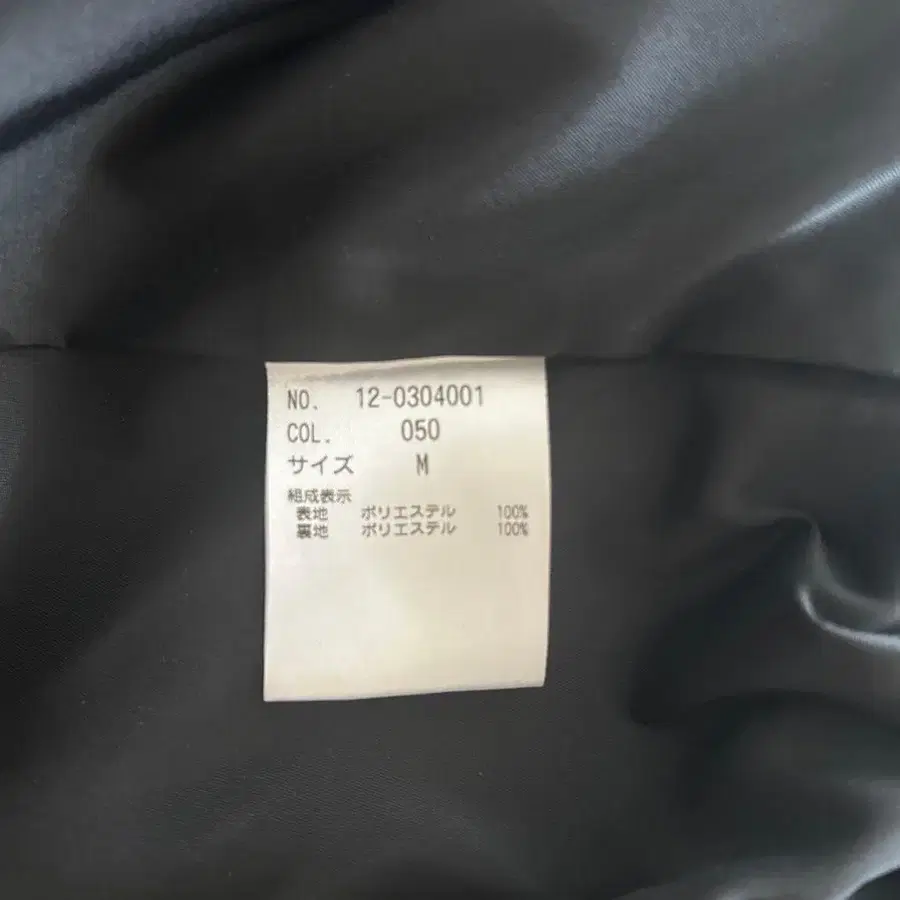 NO. 12-0304001
COL. 050
サイズ M
組成表示
表地 ポリエステル 100%
裏地 ポリエステル 100%